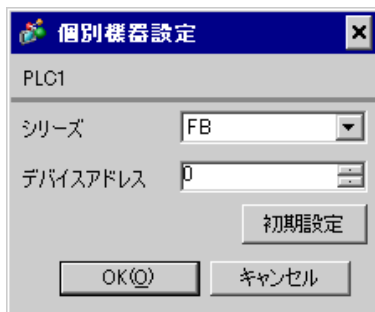 個別機器設定
PLC1
シリーズ FB
デバイスアドレス 0
初期設定
OK(O) キャンセル